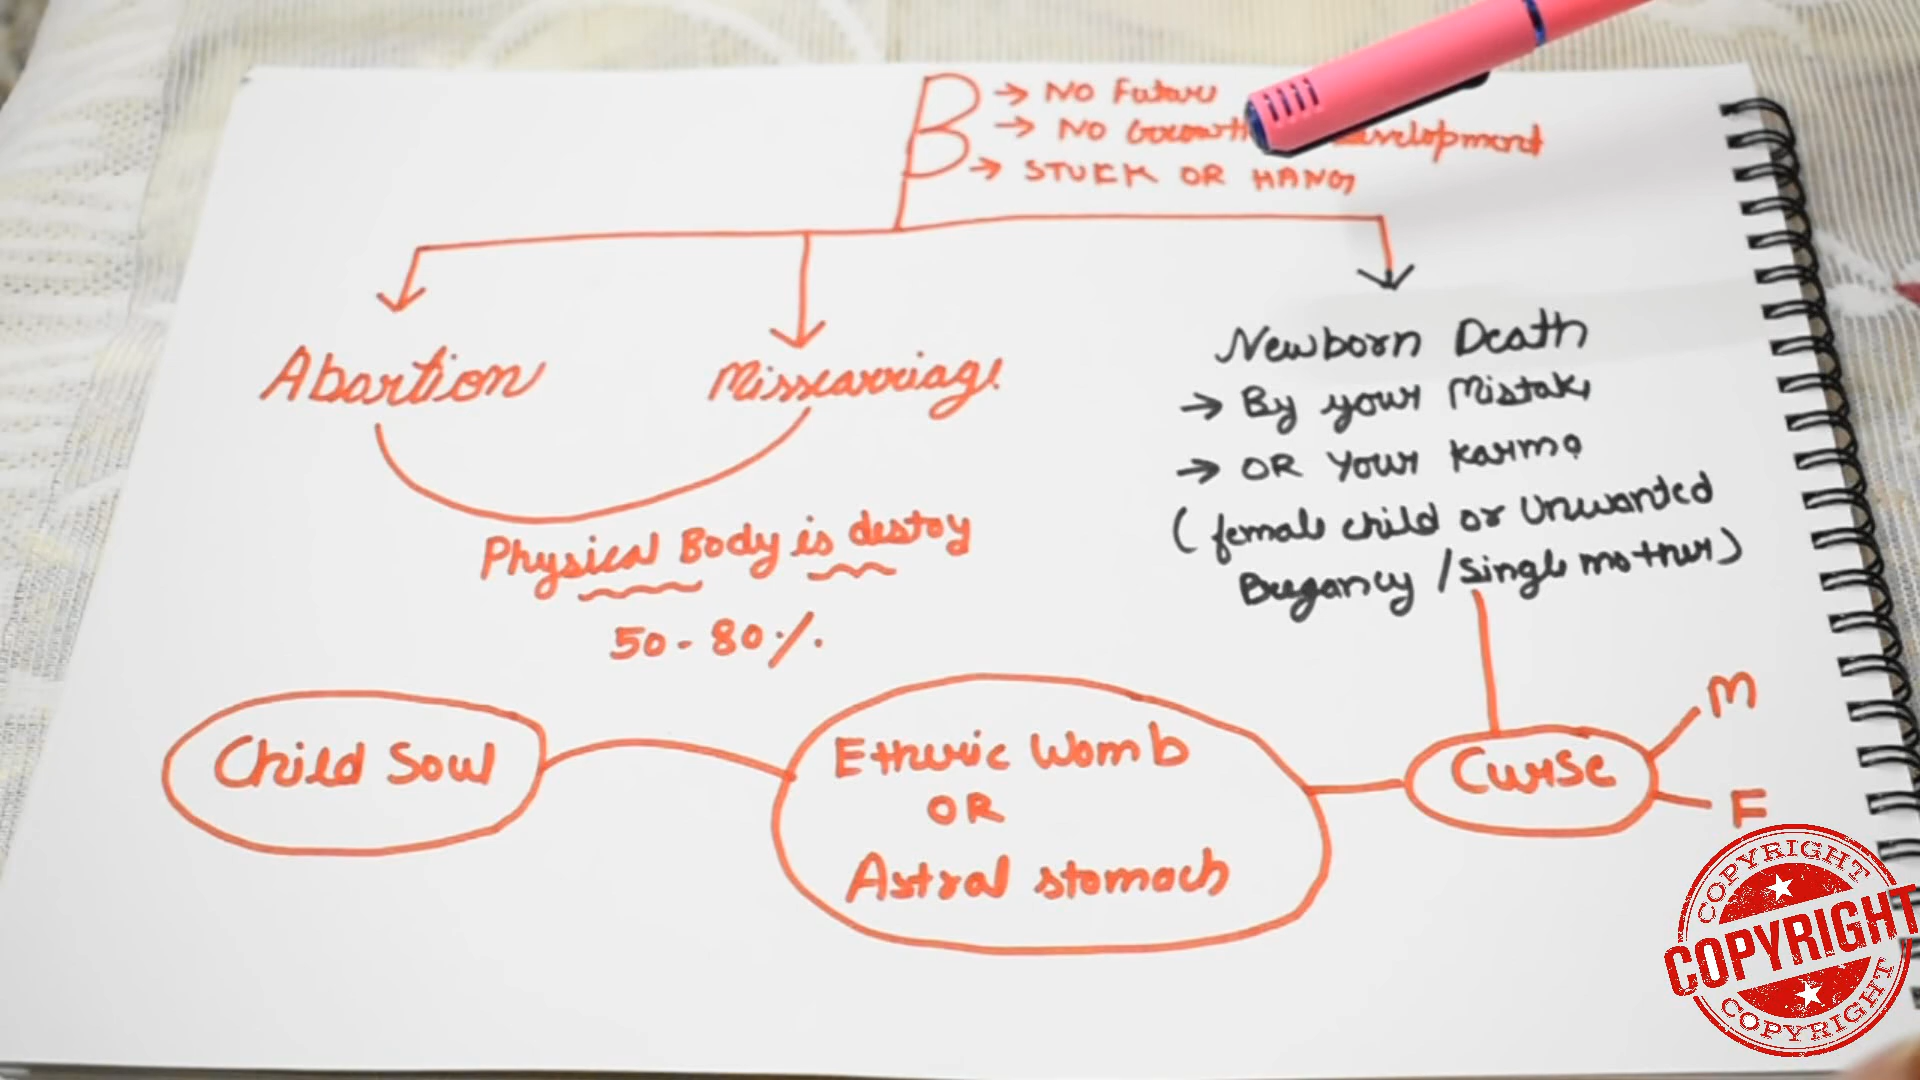 B → NO Future
→ NO Growth Development
→ STUCK OR HANG
Abortion
Misscarriage
Newborn Death
→ By your Mistake
→ OR Your karma
(female child or Unwanted
Pregancy / Single mother)
Physical Body is destoy
50-80%
Child Soul
Etheric Womb
OR
Astral stomach
Curse
M
F
COPYRIGHT
COPYRIGHT
COPYRIGHT